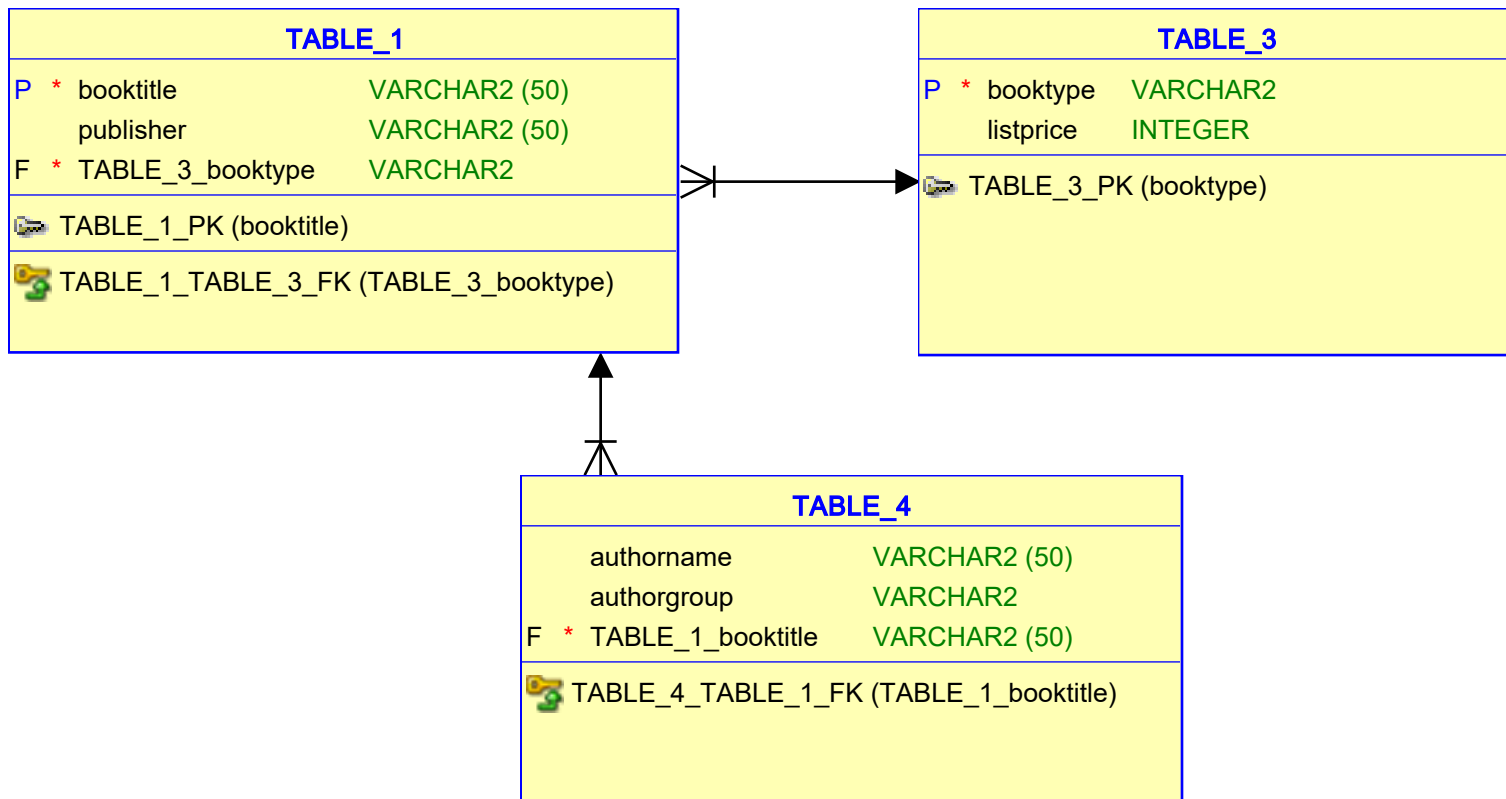 TABLE_1
P * booktitle VARCHAR2 (50)
publisher VARCHAR2 (50)
F * TABLE_3_booktype VARCHAR2
TABLE_1_PK (booktitle)
TABLE_1_TABLE_3_FK (TABLE_3_booktype)
TABLE_3
P * booktype VARCHAR2
listprice INTEGER
TABLE_3_PK (booktype)
TABLE_4
authorname VARCHAR2 (50)
authorgroup VARCHAR2
F * TABLE_1_booktitle VARCHAR2 (50)
TABLE_4_TABLE_1_FK (TABLE_1_booktitle)